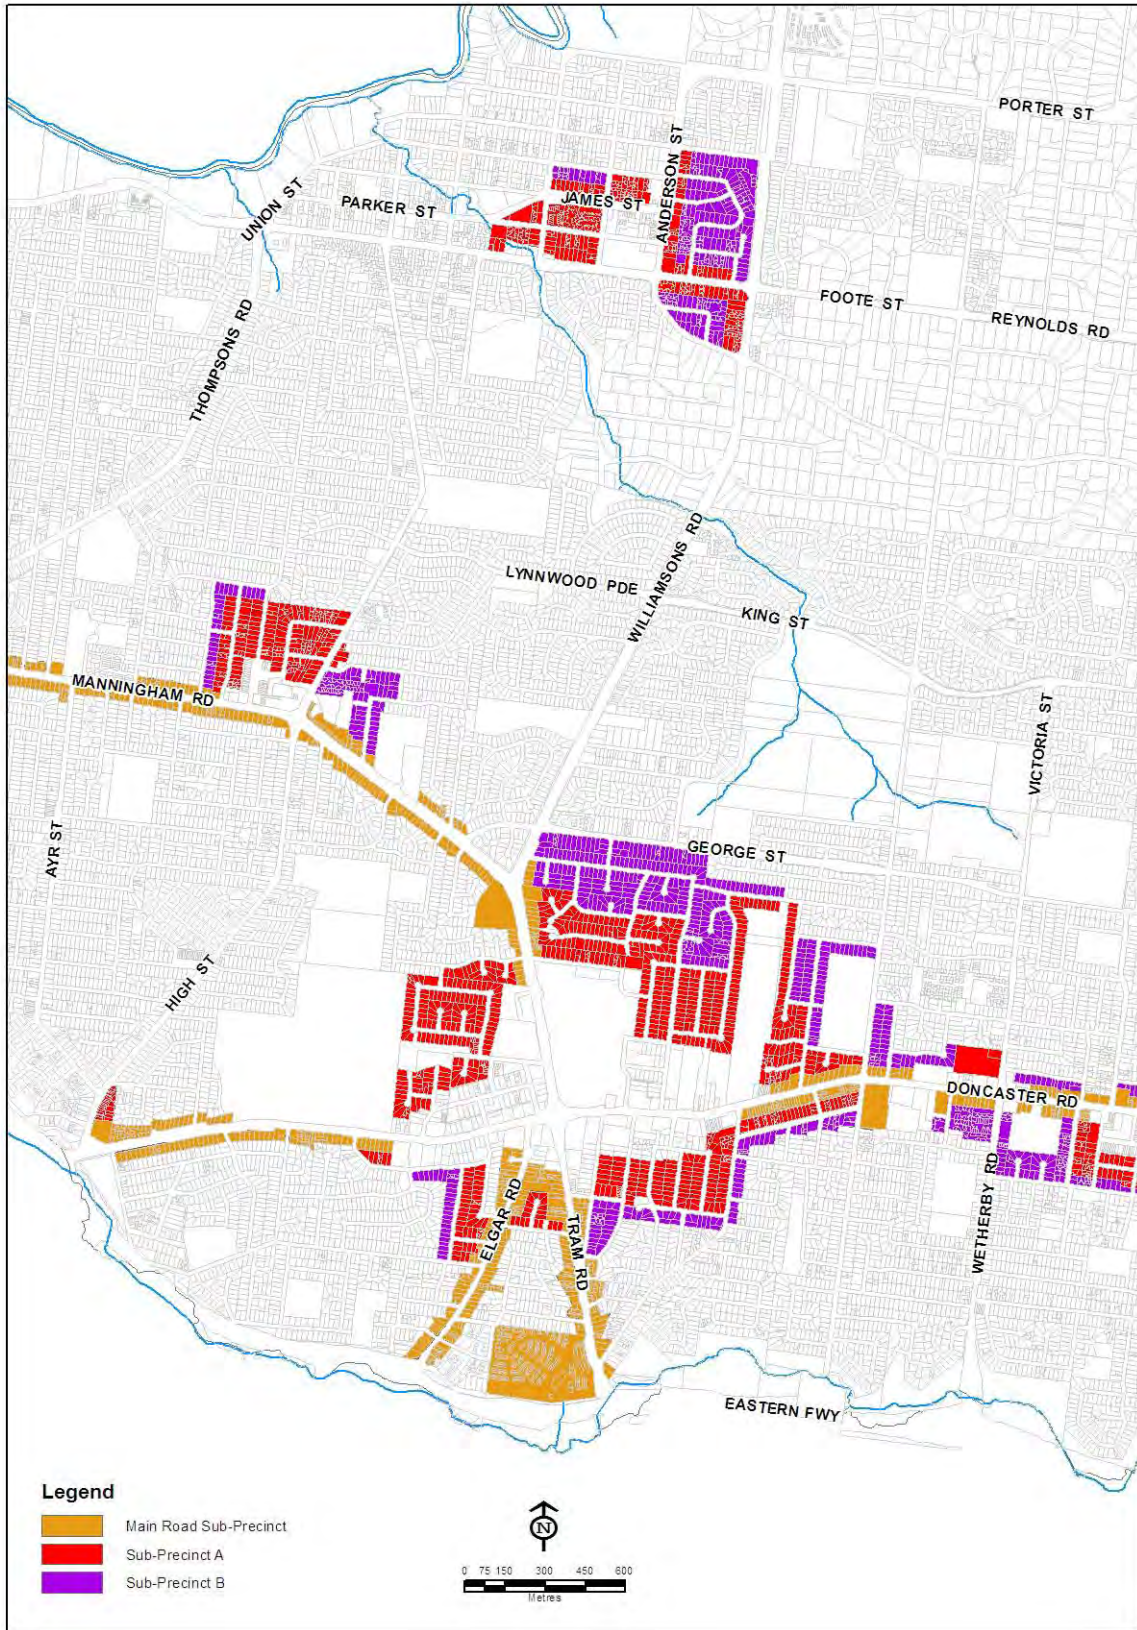 PORTER ST
ANDERSON ST
JAMES ST
PARKER ST
UNION ST
FOOTE ST
REYNOLDS RD
THOMPSONS RD
WILLIAMSONS RD
LYNNWOOD PDE
KING ST
MANNINGHAM RD
VICTORIA ST
AYR ST
GEORGE ST
HIGH ST
DONCASTER RD
WETHERBY RD
ELGAR RD
TRAM RD
EASTERN FWY
Legend
Main Road Sub-Precinct
Sub-Precinct A
Sub-Precinct B
N
0 75 150 300 450 600
Metres